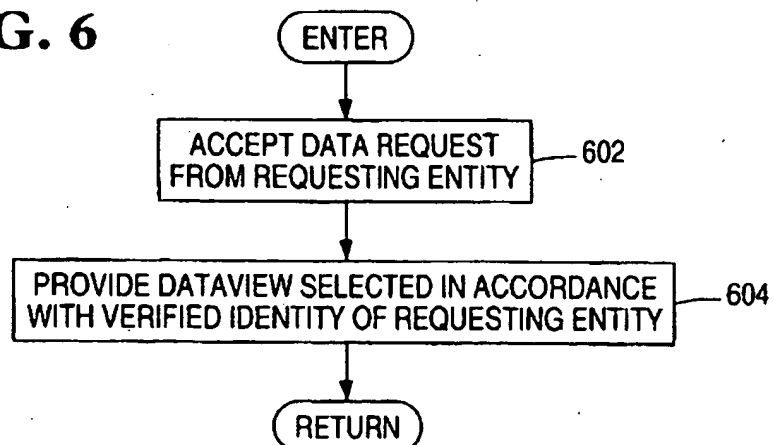 G. 6
ENTER
ACCEPT DATA REQUEST
FROM REQUESTING ENTITY
602
PROVIDE DATAVIEW SELECTED IN ACCORDANCE
WITH VERIFIED IDENTITY OF REQUESTING ENTITY
604
RETURN